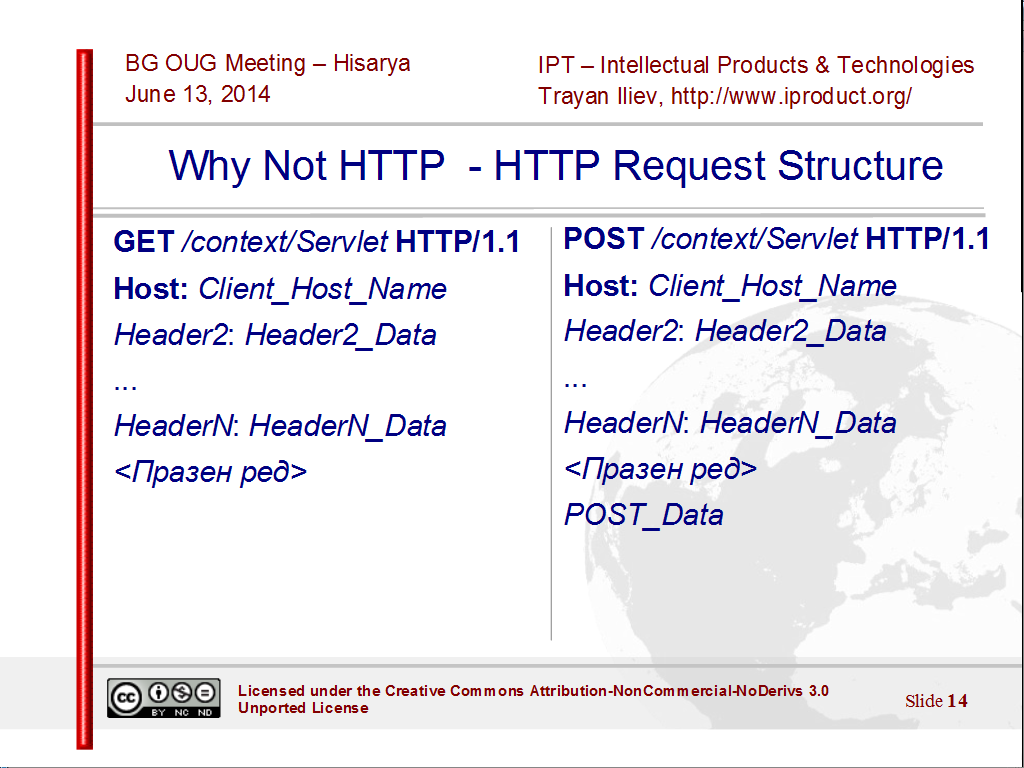 BG OUG Meeting – Hisarya
June 13, 2014
IPT – Intellectual Products & Technologies
Trayan Iliev, http://www.iproduct.org/
Why Not HTTP - HTTP Request Structure
GET /context/Servlet HTTP/1.1
Host: Client_Host_Name
Header2: Header2_Data
...
HeaderN: HeaderN_Data
<Празен ред>
POST /context/Servlet HTTP/1.1
Host: Client_Host_Name
Header2: Header2_Data
...
HeaderN: HeaderN_Data
<Празен ред>
POST_Data
cc
BY NC ND
Licensed under the Creative Commons Attribution-NonCommercial-NoDerivs 3.0
Unported License
Slide 14